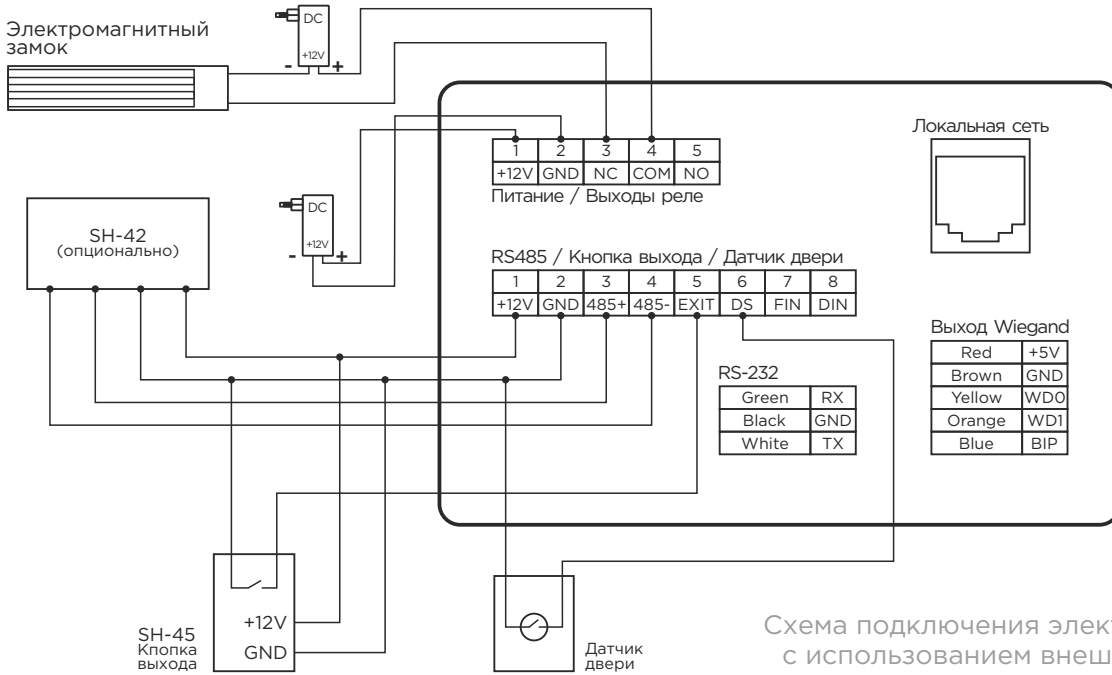 Электромагнитный
замок
DC
+12V
-
+
1 2 3 4 5
+12V GND NC COM NO
Питание / Выходы реле
Локальная сеть
DC
+12V
-
+
SH-42
(опционально)
RS485 / Кнопка выхода / Датчик двери
1 2 3 4 5 6 7 8
+12V GND 485+ 485- EXIT DS FIN DIN
RS-232
Green RX
Black GND
White TX
Выход Wiegand
Red +5V
Brown GND
Yellow WD0
Orange WD1
Blue BIP
+12V
GND
SH-45
Кнопка
выхода
Датчик
двери
Схема подключения элект
с использованием внеш